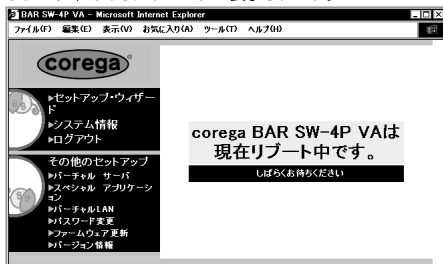 BAR SW-4P VA - Microsoft Internet Explorer
ファイル(F) 編集(E) 表示(V) お気に入り(A) ツール(T) ヘルプ(H)
corega
▶セットアップ・ウィザー
ド
▶システム情報
▶ログアウト
その他のセットアップ
▶バーチャル サーバ
▶スペシャル アプリケーシ
ョン
▶バーチャルLAN
▶パスワード変更
▶ファームウェア更新
▶バージョン情報
corega BAR SW-4P VAは
現在リブート中です。
しばらくお待ちください